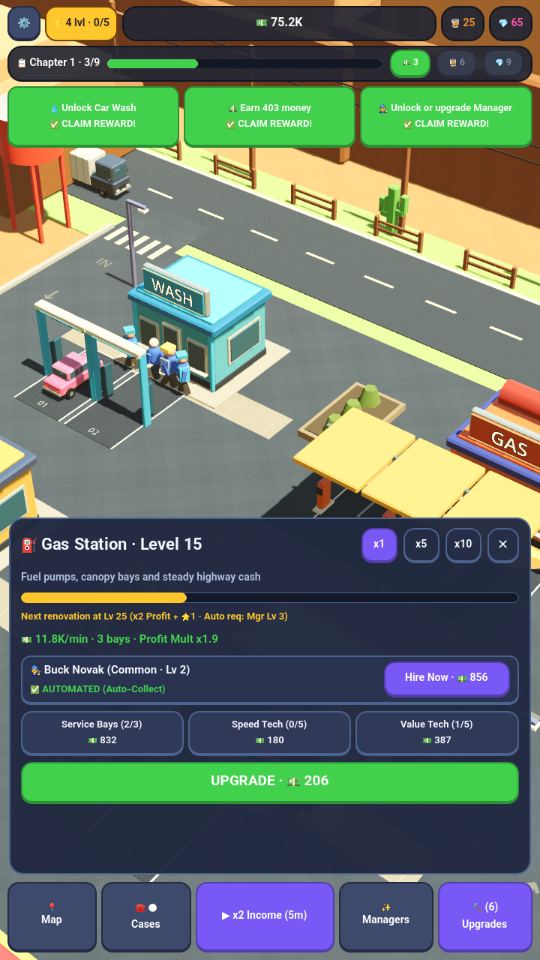 4 lvl · 0/5
75.2K
25
65
Chapter 1 · 3/9
3
6
9
Unlock Car Wash
CLAIM REWARD!
Earn 403 money
CLAIM REWARD!
Unlock or upgrade Manager
CLAIM REWARD!
IN
WASH
01
02
GAS
Gas Station · Level 15
x1
x5
x10
Fuel pumps, canopy bays and steady highway cash
Next renovation at Lv 25 (x2 Profit + ⭐1 · Auto req: Mgr Lv 3)
11.8K/min · 3 bays · Profit Mult x1.9
Buck Novak (Common · Lv 2)
AUTOMATED (Auto-Collect)
Hire Now · 856
Service Bays (2/3)
832
Speed Tech (0/5)
180
Value Tech (1/5)
387
UPGRADE · 206
Map
Cases
▶ x2 Income (5m)
Managers
(6)
Upgrades